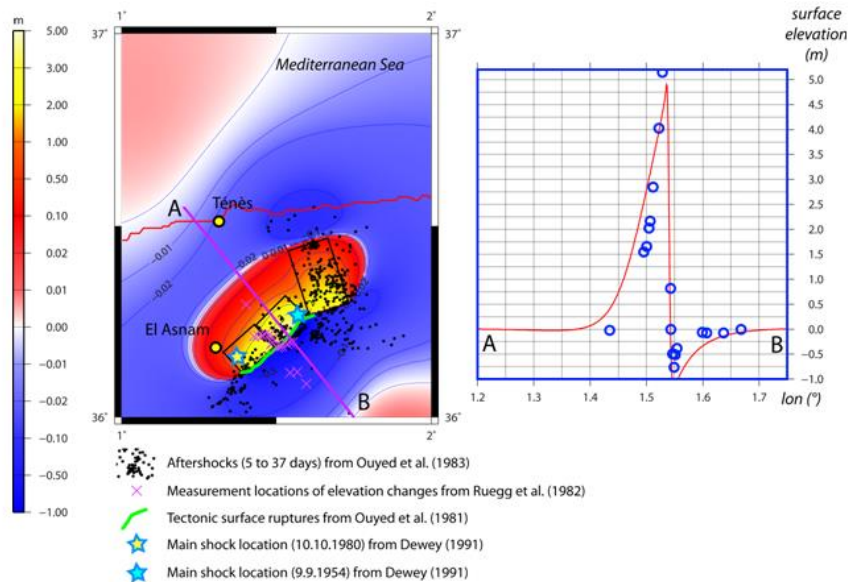 m
5.00
3.00
1.00
0.50
0.10
0.02
0.01
0.00
−0.01
−0.02
−0.10
−0.50
−1.00
1˚
2˚
37˚
37˚
Mediterranean Sea
A
Ténès
−0.01
−0.02
−0.02
0.01
El Asnam
B
36˚
36˚
1˚
2˚
surface
elevation
(m)
5.0
4.5
4.0
3.5
3.0
2.5
2.0
1.5
1.0
0.5
0.0
−0.5
−1.0
A
B
1.2
1.3
1.4
1.5
1.6
1.7
lon (°)
Aftershocks (5 to 37 days) from Ouyed et al. (1983)
Measurement locations of elevation changes from Ruegg et al. (1982)
Tectonic surface ruptures from Ouyed et al. (1981)
Main shock location (10.10.1980) from Dewey (1991)
Main shock location (9.9.1954) from Dewey (1991)